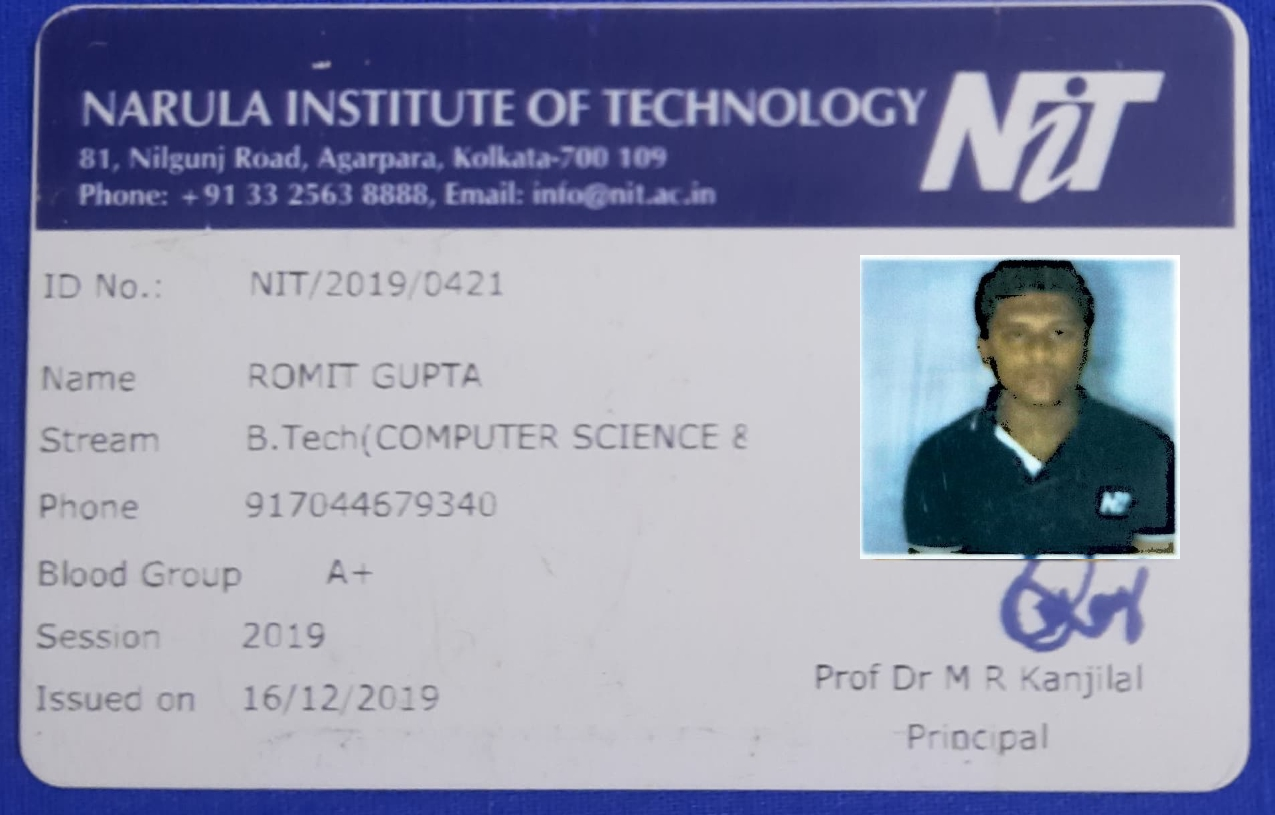 NARULA INSTITUTE OF TECHNOLOGY
NiT
81, Nilgunj Road, Agarpara, Kolkata-700 109
Phone: +91 33 2563 8888, Email: info@nit.ac.in
ID No.: NIT/2019/0421
Name ROMIT GUPTA
Stream B.Tech(COMPUTER SCIENCE &
Phone 917044679340
Blood Group A+
Session 2019
Issued on 16/12/2019
NiT
Prof Dr M R Kanjilal
Principal